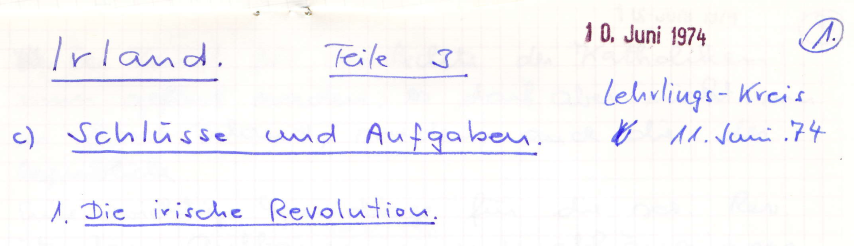 10. Juni 1974
1.
Irland. Teile 3
Lehrlings-Kreis
11. Juni .74
c) Schlüsse und Aufgaben.
1. Die irische Revolution.